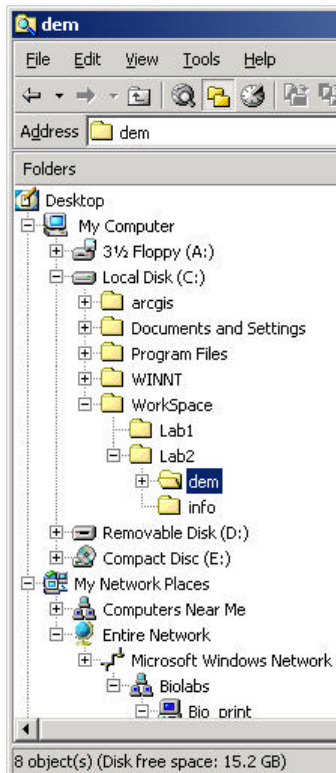 dem
File Edit View Tools Help
Address dem
Folders
Desktop
My Computer
3½ Floppy (A:)
Local Disk (C:)
arcgis
Documents and Settings
Program Files
WINNT
WorkSpace
Lab1
Lab2
dem
info
Removable Disk (D:)
Compact Disc (E:)
My Network Places
Computers Near Me
Entire Network
Microsoft Windows Network
Biolabs
Bio_print
8 object(s) (Disk free space: 15.2 GB)